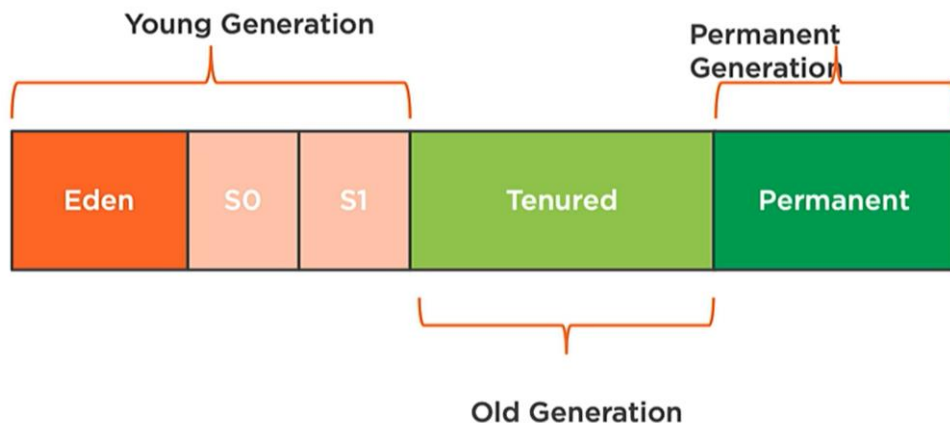 Young Generation
Permanent
Generation
Eden
S0
S1
Tenured
Permanent
Old Generation